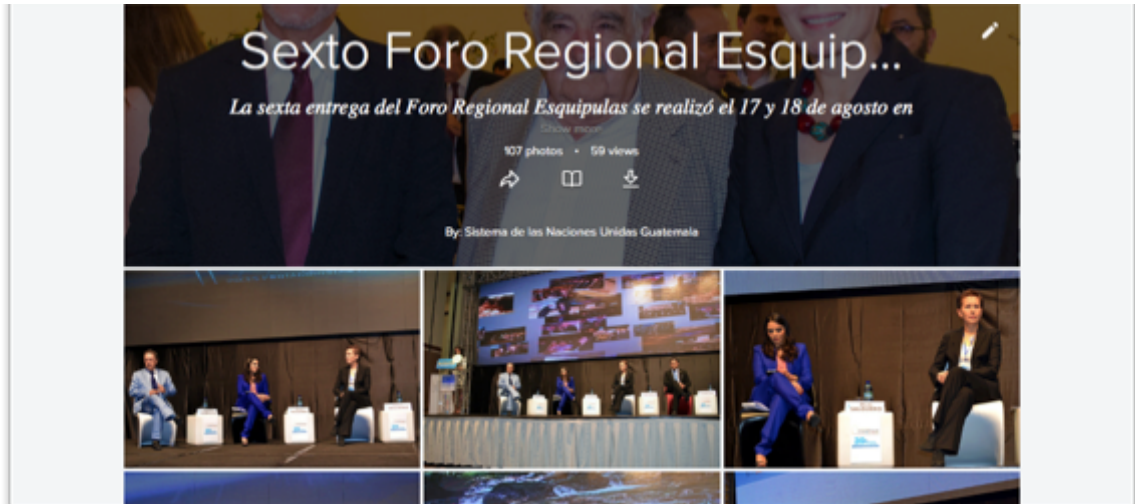 Sexto Foro Regional Esquip...
La sexta entrega del Foro Regional Esquipulas se realizó el 17 y 18 de agosto en
Show more
107 photos • 59 views
By: Sistema de las Naciones Unidas Guatemala